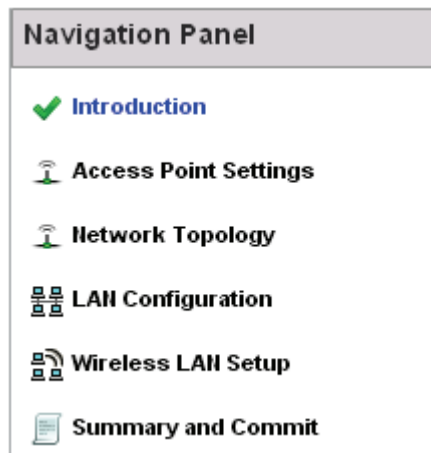 Navigation Panel
Introduction
Access Point Settings
Network Topology
LAN Configuration
Wireless LAN Setup
Summary and Commit